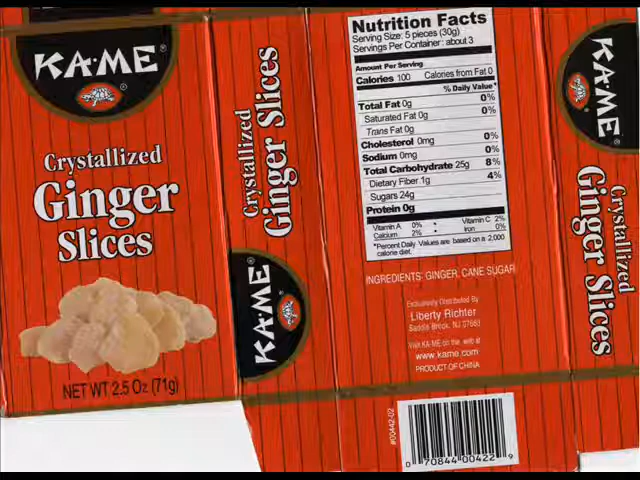 KA·ME®
Crystallized
Ginger
Slices
NET WT 2.5 Oz (71g)
Crystallized
Ginger Slices
KA·ME®
Nutrition Facts
Serving Size: 5 pieces (30g)
Servings Per Container: about 3
Amount Per Serving
Calories 100 Calories from Fat 0
% Daily Value*
Total Fat 0g 0%
Saturated Fat 0g 0%
Trans Fat 0g
Cholesterol 0mg 0%
Sodium 0mg 0%
Total Carbohydrate 25g 8%
Dietary Fiber 1g 4%
Sugars 24g
Protein 0g
Vitamin A 0% • Vitamin C 2%
Calcium 2% • Iron 0%
*Percent Daily Values are based on a 2,000
calorie diet.
INGREDIENTS: GINGER, CANE SUGAR
Exclusively Distributed By
Liberty Richter
Saddle Brook, NJ 07663
Visit KA·ME on the web at
www.kame.com
PRODUCT OF CHINA
#00442-02
0 70844 00422 9
KA·ME®
Crystallized
Ginger Slices